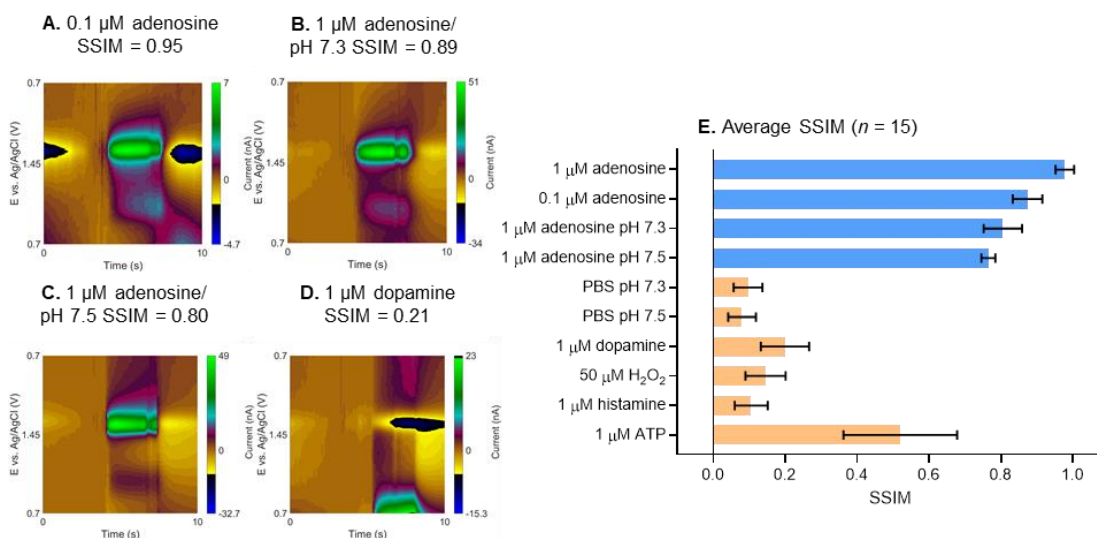 A. 0.1 µM adenosine
SSIM = 0.95
0.7
1.45
0.7
E vs. Ag/AgCl (V)
0
10
Time (s)
7
0
-4.7
Current (nA)
B. 1 µM adenosine/
pH 7.3 SSIM = 0.89
0.7
1.45
0.7
E vs. Ag/AgCl (V)
0
10
Time (s)
51
0
-34
Current (nA)
C. 1 µM adenosine/
pH 7.5 SSIM = 0.80
0.7
1.45
0.7
E vs. Ag/AgCl (V)
0
10
Time (s)
49
0
-32.7
Current (nA)
D. 1 µM dopamine
SSIM = 0.21
0.7
1.45
0.7
E vs. Ag/AgCl (V)
0
10
Time (s)
23
0
-15.3
Current (nA)
E. Average SSIM (n = 15)
1 µM adenosine
0.1 µM adenosine
1 µM adenosine pH 7.3
1 µM adenosine pH 7.5
PBS pH 7.3
PBS pH 7.5
1 µM dopamine
50 µM H₂O₂
1 µM histamine
1 µM ATP
0.0 0.2 0.4 0.6 0.8 1.0
SSIM